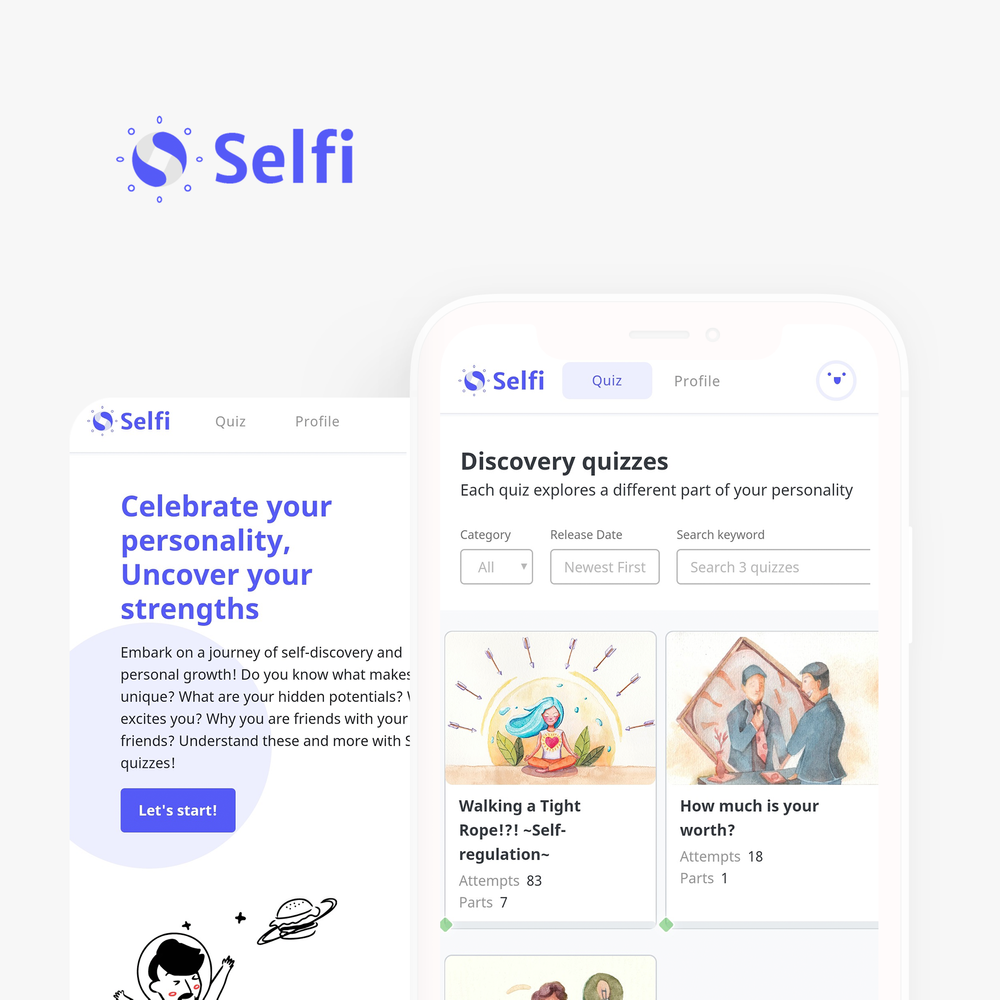 Selfi
Selfi Quiz Profile
Celebrate your
personality,
Uncover your
strengths
Embark on a journey of self-discovery and
personal growth! Do you know what makes
unique? What are your hidden potentials?
excites you? Why you are friends with your
friends? Understand these and more with
quizzes!
Let's start!
Selfi Quiz Profile
Discovery quizzes
Each quiz explores a different part of your personality
Category Release Date Search keyword
All Newest First Search 3 quizzes
Walking a Tight
Rope!?! ~Self-
regulation~
Attempts 83
Parts 7
How much is your
worth?
Attempts 18
Parts 1